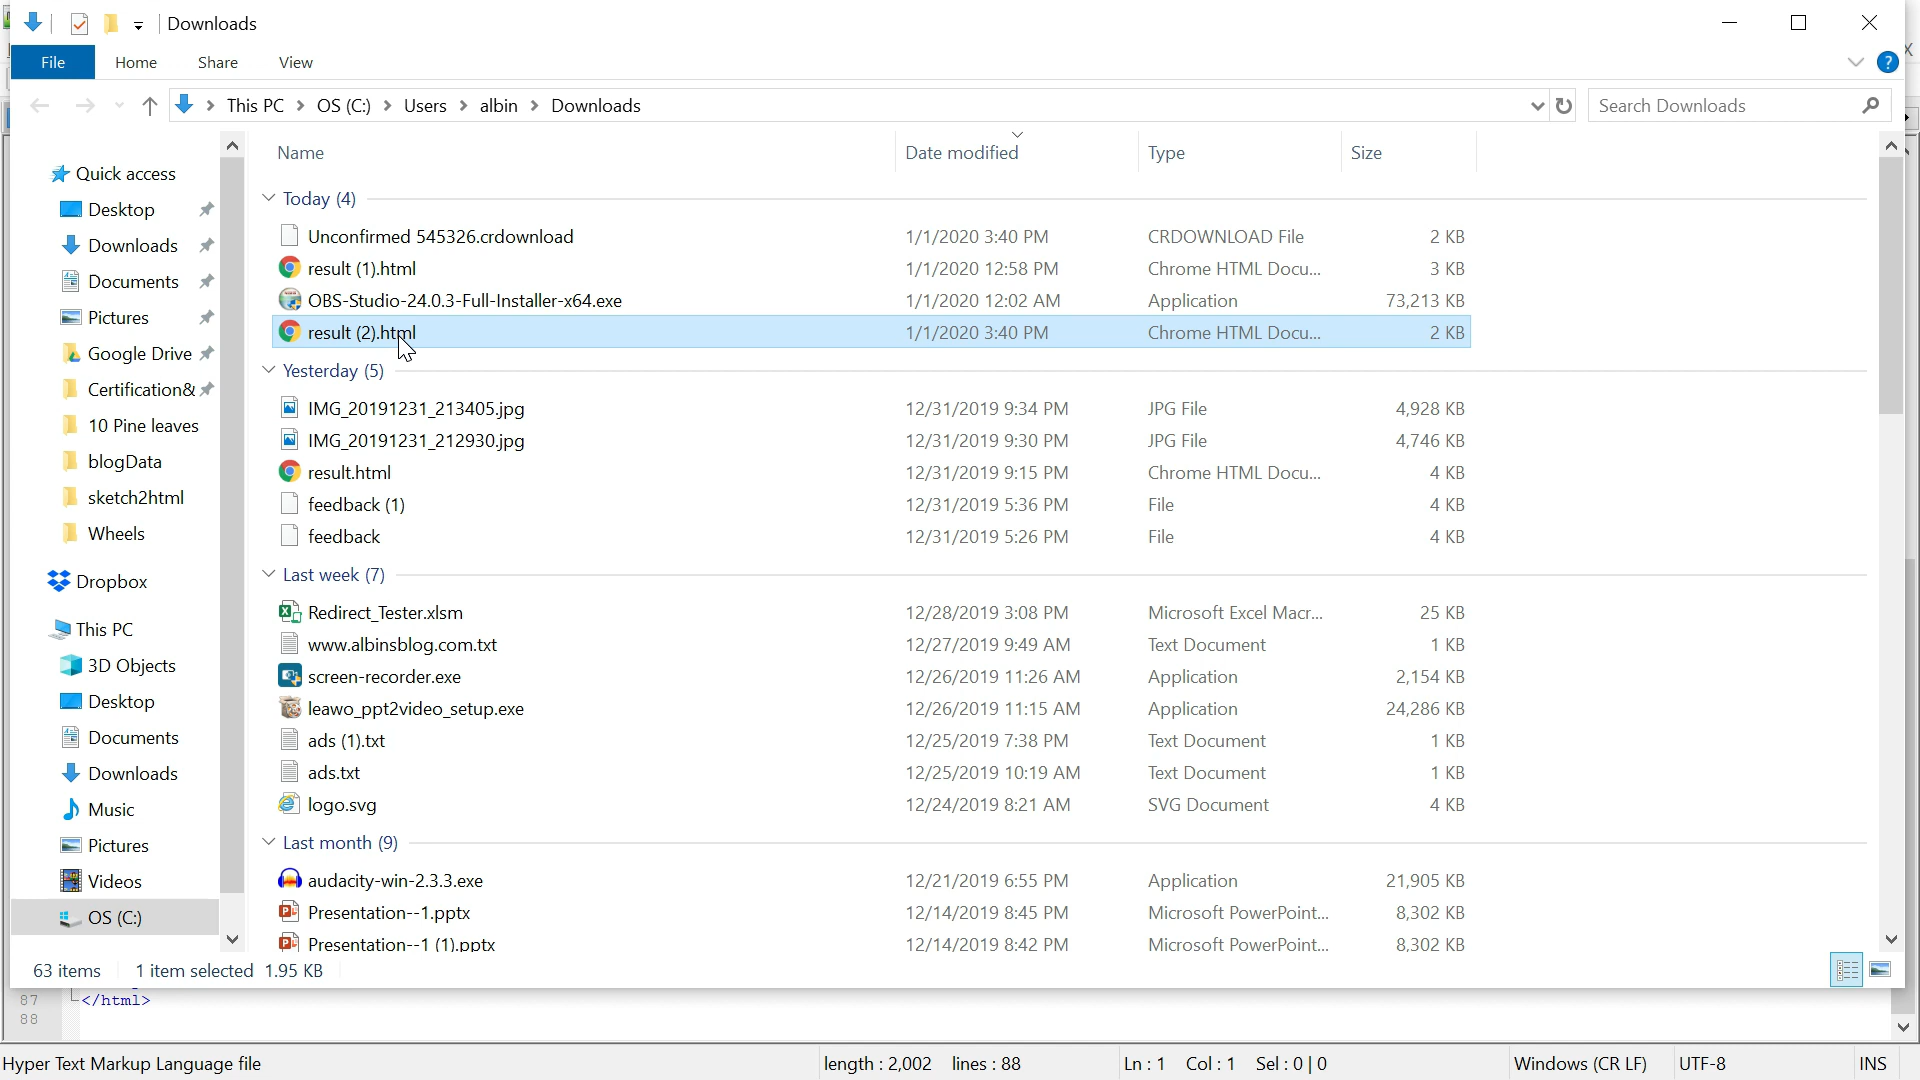 Downloads
File Home Share View
This PC > OS (C:) > Users > albin > Downloads
Search Downloads
Name Date modified Type Size
Quick access
Desktop
Downloads
Documents
Pictures
Google Drive
Certification&
10 Pine leaves
blogData
sketch2html
Wheels
Dropbox
This PC
3D Objects
Desktop
Documents
Downloads
Music
Pictures
Videos
OS (C:)
Today (4)
Unconfirmed 545326.crdownload 1/1/2020 3:40 PM CRDOWNLOAD File 2 KB
result (1).html 1/1/2020 12:58 PM Chrome HTML Docu... 3 KB
OBS-Studio-24.0.3-Full-Installer-x64.exe 1/1/2020 12:02 AM Application 73,213 KB
result (2).html 1/1/2020 3:40 PM Chrome HTML Docu... 2 KB
Yesterday (5)
IMG_20191231_213405.jpg 12/31/2019 9:34 PM JPG File 4,928 KB
IMG_20191231_212930.jpg 12/31/2019 9:30 PM JPG File 4,746 KB
result.html 12/31/2019 9:15 PM Chrome HTML Docu... 4 KB
feedback (1) 12/31/2019 5:36 PM File 4 KB
feedback 12/31/2019 5:26 PM File 4 KB
Last week (7)
Redirect_Tester.xlsm 12/28/2019 3:08 PM Microsoft Excel Macr... 25 KB
www.albinsblog.com.txt 12/27/2019 9:49 AM Text Document 1 KB
screen-recorder.exe 12/26/2019 11:26 AM Application 2,154 KB
leawo_ppt2video_setup.exe 12/26/2019 11:15 AM Application 24,286 KB
ads (1).txt 12/25/2019 7:38 PM Text Document 1 KB
ads.txt 12/25/2019 10:19 AM Text Document 1 KB
logo.svg 12/24/2019 8:21 AM SVG Document 4 KB
Last month (9)
audacity-win-2.3.3.exe 12/21/2019 6:55 PM Application 21,905 KB
Presentation--1.pptx 12/14/2019 8:45 PM Microsoft PowerPoint... 8,302 KB
Presentation--1 (1).pptx 12/14/2019 8:42 PM Microsoft PowerPoint... 8,302 KB
63 items 1 item selected 1.95 KB
87 </html>
88
Hyper Text Markup Language file length : 2,002 lines : 88 Ln : 1 Col : 1 Sel : 0 | 0 Windows (CR LF) UTF-8 INS